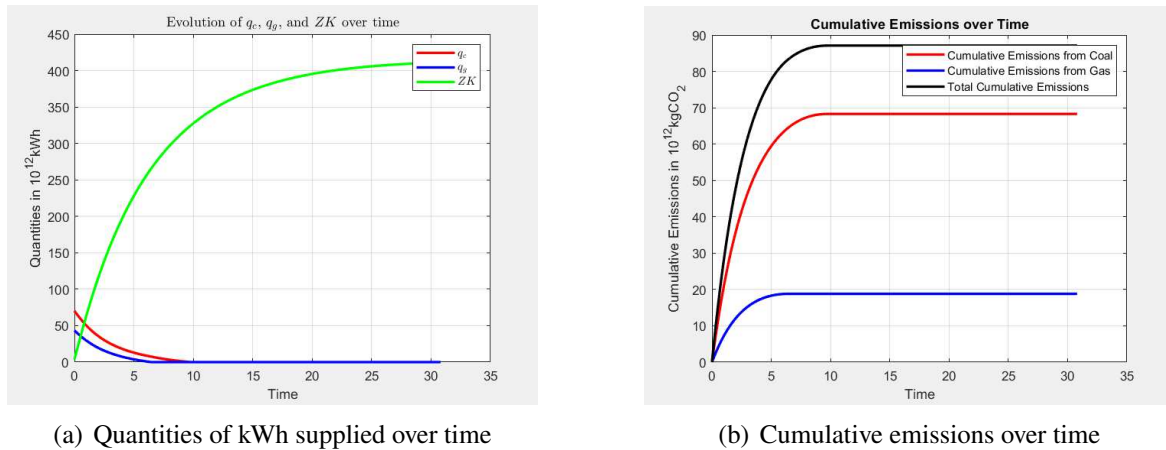 Evolution of q_c, q_g, and ZK over time
450
400
350
300
250
200
150
100
50
0
Quantities in 10^12kWh
q_c
q_g
ZK
0 5 10 15 20 25 30 35
Time
(a) Quantities of kWh supplied over time
Cumulative Emissions over Time
90
80
70
60
50
40
30
20
10
0
Cumulative Emissions in 10^12kgCO_2
Cumulative Emissions from Coal
Cumulative Emissions from Gas
Total Cumulative Emissions
0 5 10 15 20 25 30 35
Time
(b) Cumulative emissions over time